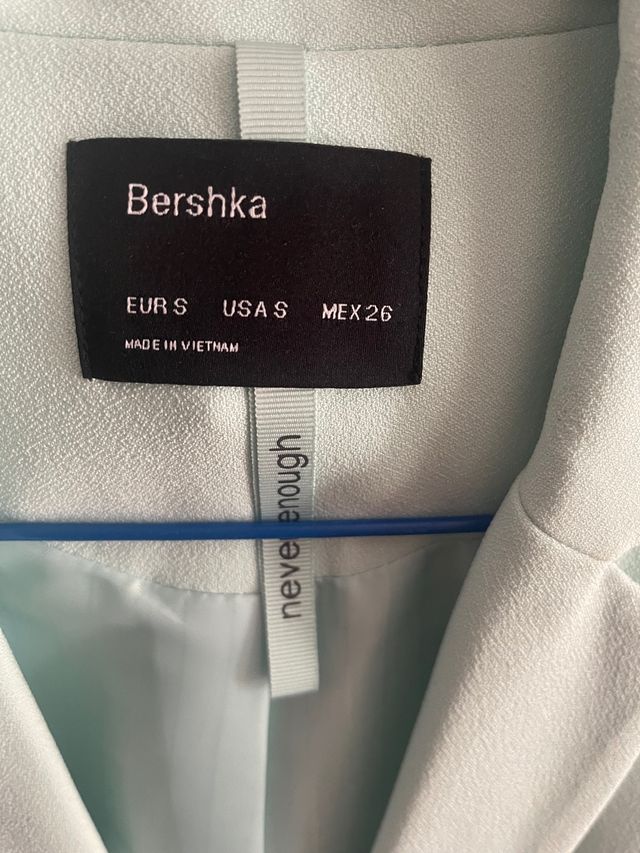 Bershka
EUR S USA S MEX 26
MADE IN VIETNAM
never enough